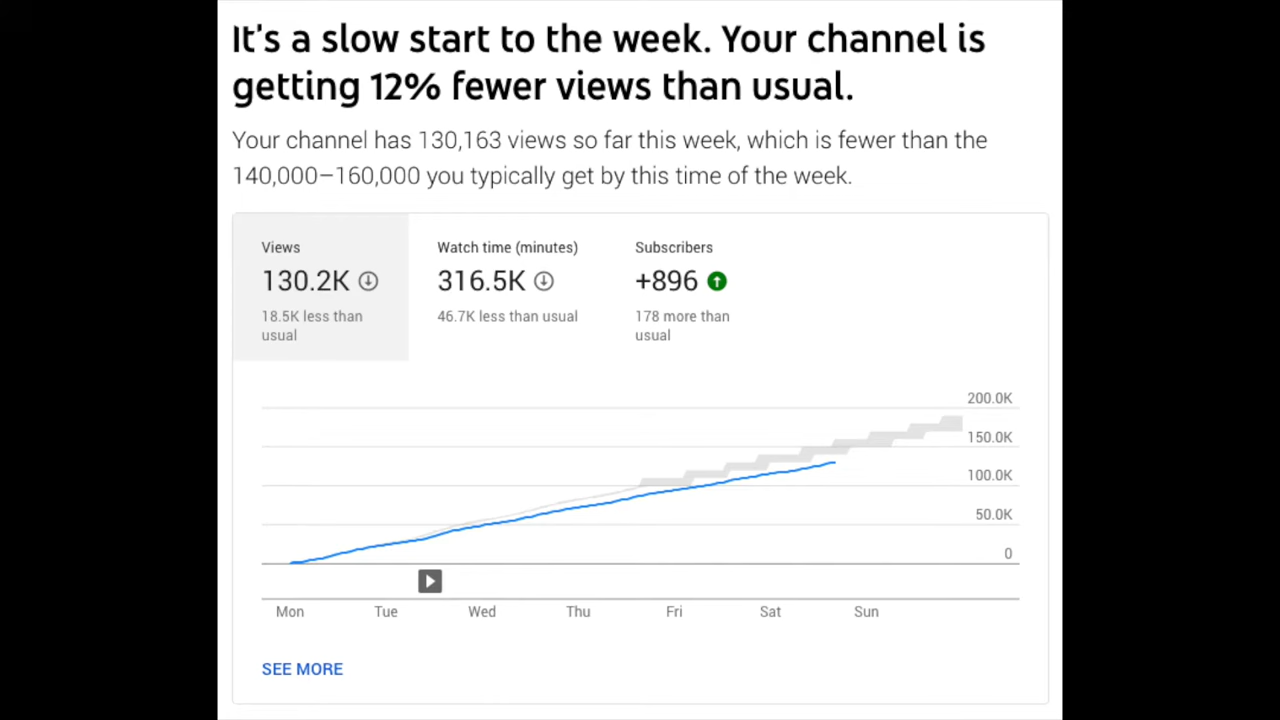 It's a slow start to the week. Your channel is
getting 12% fewer views than usual.
Your channel has 130,163 views so far this week, which is fewer than the
140,000–160,000 you typically get by this time of the week.
Views
130.2K
18.5K less than
usual
Watch time (minutes)
316.5K
46.7K less than usual
Subscribers
+896
178 more than
usual
200.0K
150.0K
100.0K
50.0K
0
Mon Tue Wed Thu Fri Sat Sun
SEE MORE